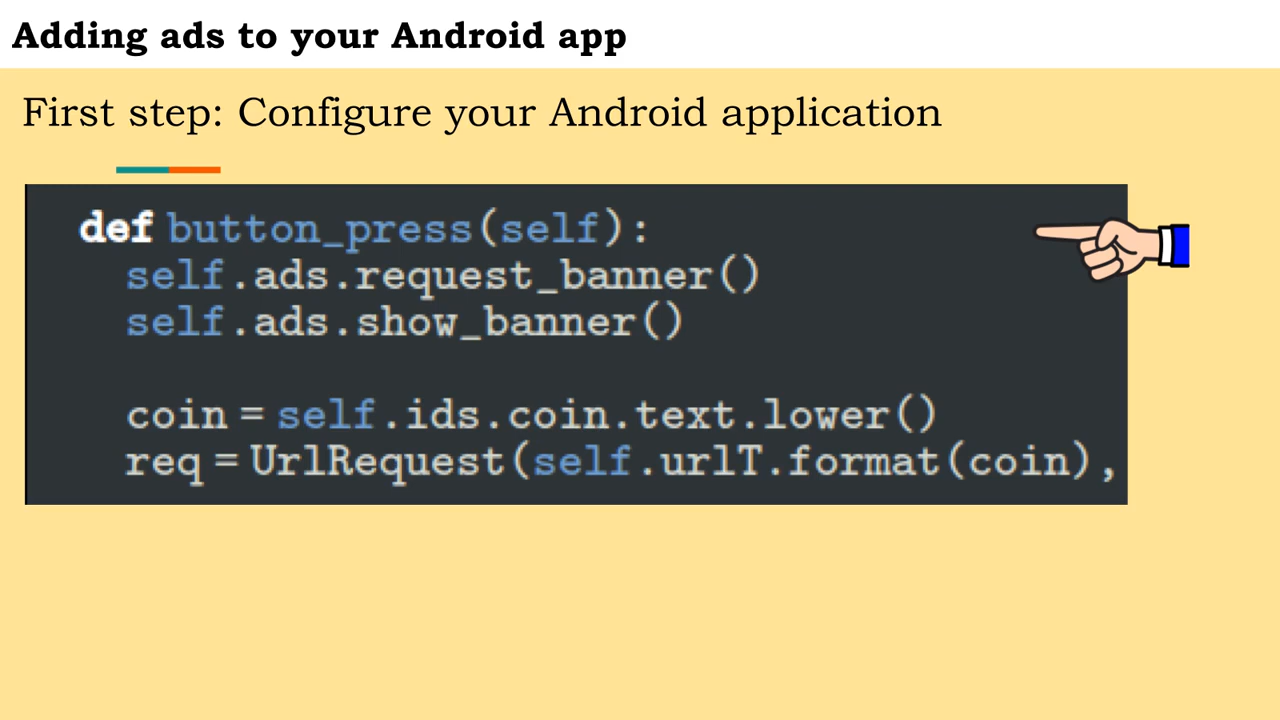 Adding ads to your Android app
First step: Configure your Android application
def button_press(self):
self.ads.request_banner()
self.ads.show_banner()
coin = self.ids.coin.text.lower()
req = UrlRequest(self.urlT.format(coin),